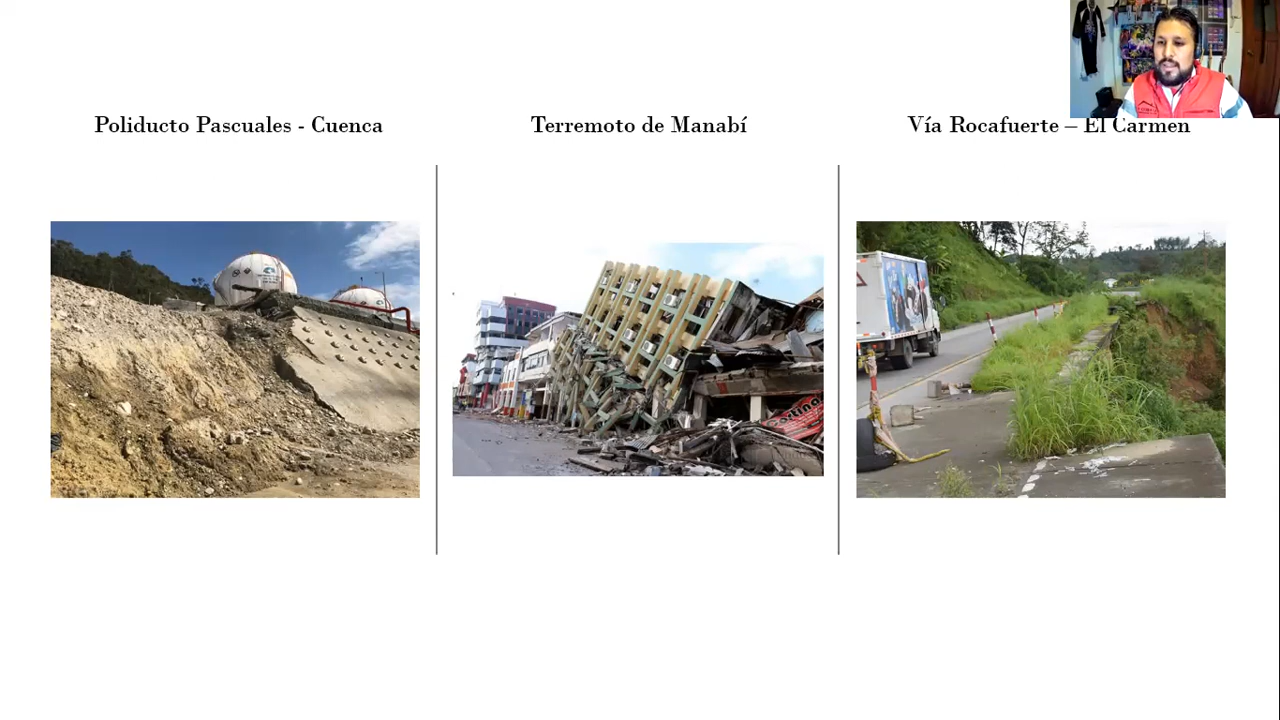 Poliducto Pascuales - Cuenca
Terremoto de Manabí
Vía Rocafuerte – El Carmen